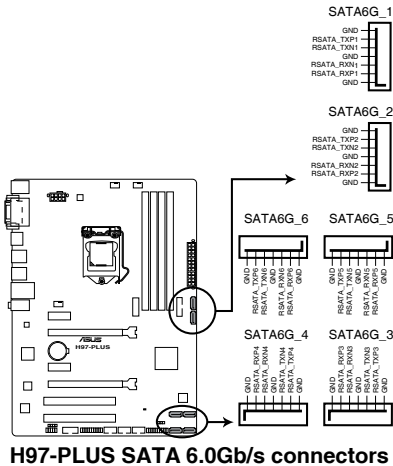 SATA6G_1
GND
RSATA_TXP1
RSATA_TXN1
GND
RSATA_RXN1
RSATA_RXP1
GND
SATA6G_2
GND
RSATA_TXP2
RSATA_TXN2
GND
RSATA_RXN2
RSATA_RXP2
GND
SATA6G_6
GND
RSATA_TXP6
RSATA_TXN6
GND
RSATA_RXN6
RSATA_RXP6
GND
SATA6G_5
GND
RSATA_TXP5
RSATA_TXN5
GND
RSATA_RXN5
RSATA_RXP5
GND
SATA6G_4
GND
RSATA_RXP4
RSATA_RXN4
GND
RSATA_TXN4
RSATA_TXP4
GND
SATA6G_3
GND
RSATA_RXP3
RSATA_RXN3
GND
RSATA_TXN3
RSATA_TXP3
GND
ASUS
H97-PLUS
H97-PLUS SATA 6.0Gb/s connectors